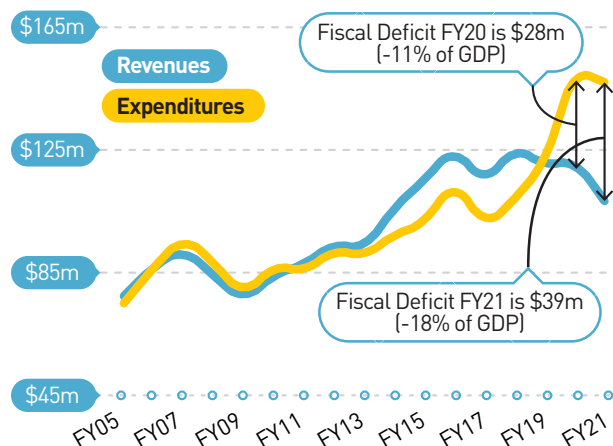 $165m
Fiscal Deficit FY20 is $28m
(-11% of GDP)
Revenues
Expenditures
$125m
$85m
Fiscal Deficit FY21 is $39m
(-18% of GDP)
$45m
FY05
FY07
FY09
FY11
FY13
FY15
FY17
FY19
FY21